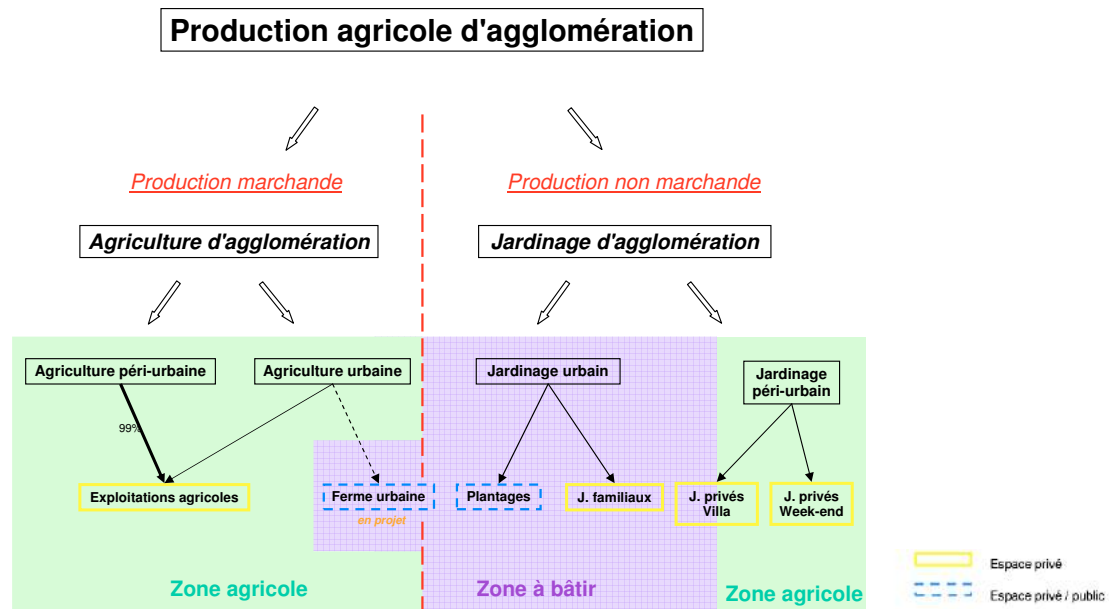 Production agricole d'agglomération
Production marchande
Production non marchande
Agriculture d'agglomération
Jardinage d'agglomération
Agriculture péri-urbaine
Agriculture urbaine
Jardinage urbain
Jardinage
péri-urbain
99%
Exploitations agricoles
Ferme urbaine
en projet
Plantages
J. familiaux
J. privés
Villa
J. privés
Week-end
Zone agricole
Zone à bâtir
Zone agricole
Espace privé
Espace privé / public